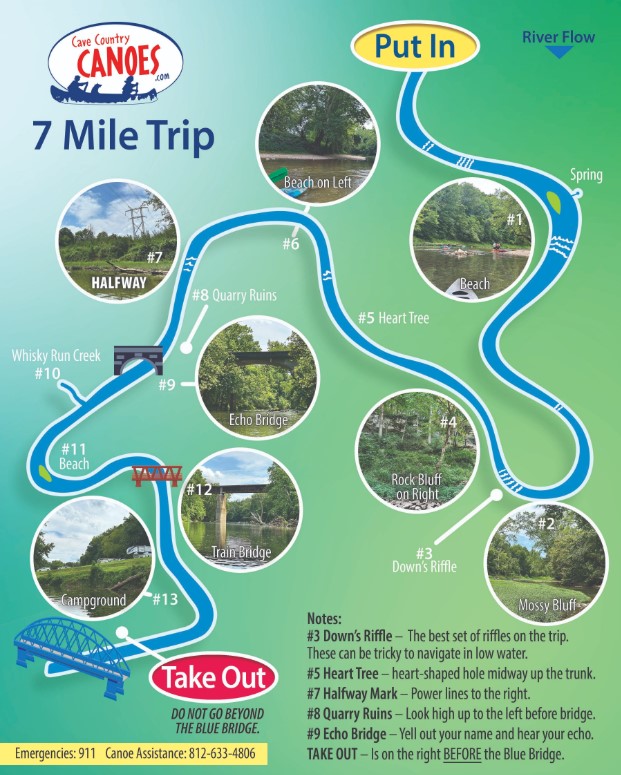 Cave Country
CANOES
.com
7 Mile Trip
Put In
River Flow
Spring
Beach on Left
#6
#1
Beach
#7
HALFWAY
#8 Quarry Ruins
#5 Heart Tree
Whisky Run Creek
#10
#9
Echo Bridge
#4
Rock Bluff
on Right
#11
Beach
#12
Train Bridge
#3
Down's Riffle
#2
Mossy Bluff
Campground
#13
Take Out
DO NOT GO BEYOND
THE BLUE BRIDGE.
Notes:
#3 Down's Riffle – The best set of riffles on the trip.
These can be tricky to navigate in low water.
#5 Heart Tree – heart-shaped hole midway up the trunk.
#7 Halfway Mark – Power lines to the right.
#8 Quarry Ruins – Look high up to the left before bridge.
#9 Echo Bridge – Yell out your name and hear your echo.
TAKE OUT – Is on the right BEFORE the Blue Bridge.
Emergencies: 911 Canoe Assistance: 812-633-4806